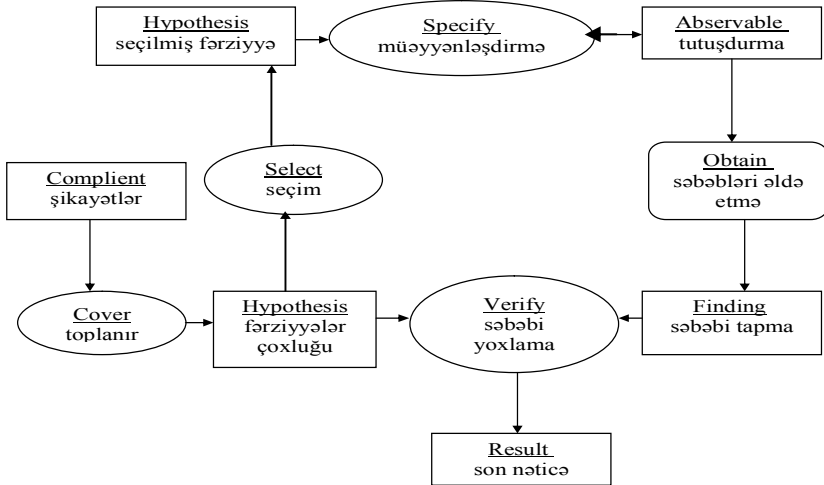 Hypothesis
seçilmiş fərziyyə
Specify
müəyyənləşdirmə
Abservable
tutuşdurma
Select
seçim
Obtain
səbəbləri əldə
etmə
Complient
şikayətlər
Cover
toplanır
Hypothesis
fərziyyələr
çoxluğu
Verify
səbəbi
yoxlama
Finding
səbəbi tapma
Result
son nəticə